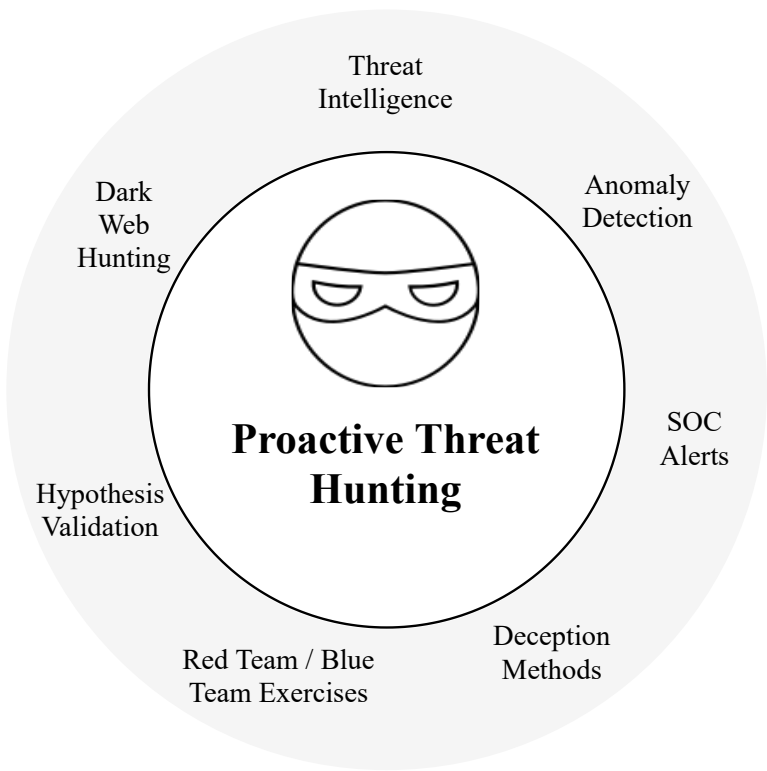 Threat
Intelligence
Anomaly
Detection
SOC
Alerts
Deception
Methods
Red Team / Blue
Team Exercises
Hypothesis
Validation
Dark
Web
Hunting
Proactive Threat
Hunting